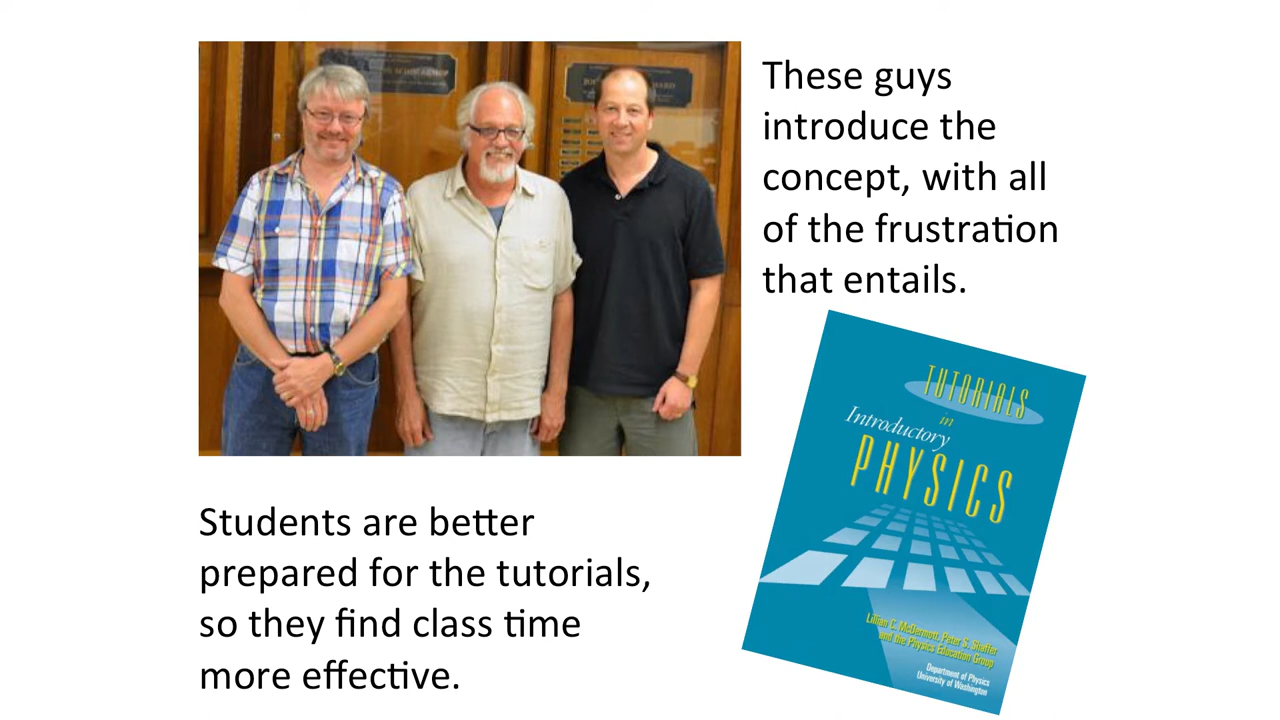 These guys
introduce the
concept, with all
of the frustration
that entails.
TUTORIALS
in
Introductory
PHYSICS
Lillian C. McDermott, Peter S. Shaffer
and the Physics Education Group
Department of Physics
University of Washington
Students are better
prepared for the tutorials,
so they find class time
more effective.